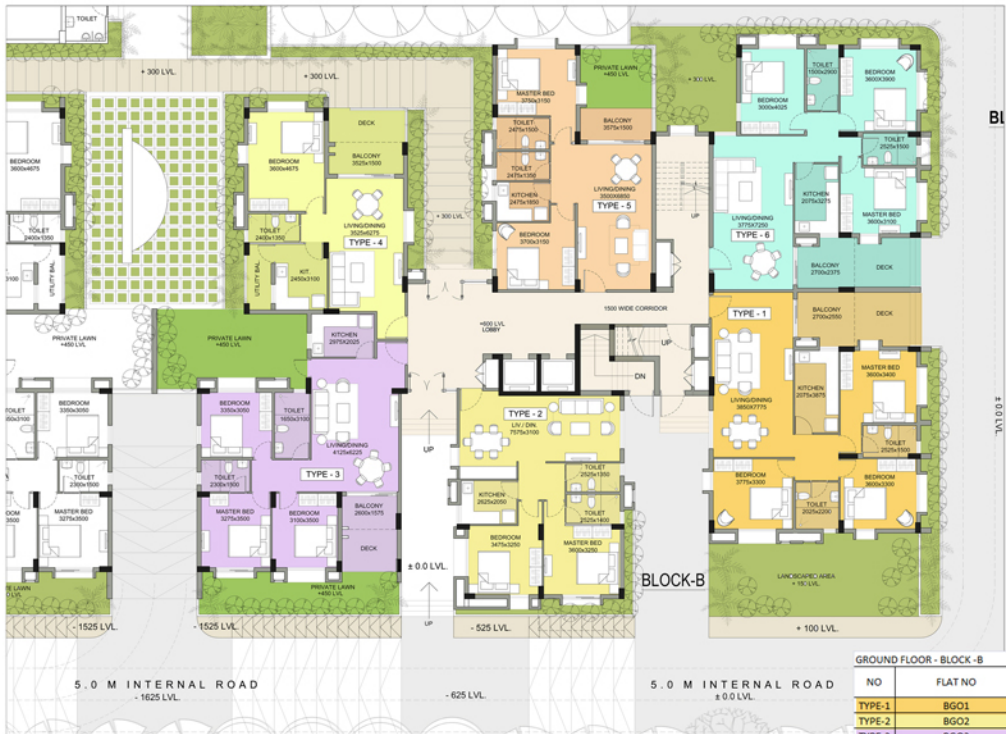 TOILET
+ 300 LVL.
+ 300 LVL.
BEDROOM
3600x4675
TOILET
2400x1350
UTILITY BAL
PRIVATE LAWN
+450 LVL
BEDROOM
3350x3050
TOILET
2300x1500
MASTER BED
3275x3500
BEDROOM
3600x4675
DECK
BALCONY
3525x1500
TOILET
2400x1350
LIVING/DINING
3525x6275
TYPE - 4
UTILITY BAL
KIT.
2450x3100
PRIVATE LAWN
+450 LVL
KITCHEN
2975X2025
BEDROOM
3350x3050
TOILET
1650x3100
LIVING/DINING
4125x6225
TYPE - 3
TOILET
2300x1500
MASTER BED
3275x3500
BEDROOM
3100x3500
BALCONY
2600x1575
DECK
PRIVATE LAWN
+450 LVL
- 1525 LVL.
- 1525 LVL.
MASTER BED
3750x3150
PRIVATE LAWN
+450 LVL
TOILET
2475x1500
BALCONY
3575x1500
TOILET
2475x1350
KITCHEN
2475x1850
LIVING/DINING
3500X6850
TYPE - 5
BEDROOM
3700x3150
+ 300 LVL
+ 300 LVL
UP
1500 WIDE CORRIDOR
+600 LVL
LOBBY
UP
DN
UP
TYPE - 2
LIV / DIN.
7575x3100
KITCHEN
2625x2050
TOILET
2525x1350
TOILET
2525x1400
BEDROOM
3475x3250
MASTER BED
3600x3250
± 0.0 LVL.
UP
- 525 LVL.
BLOCK-B
BEDROOM
3000x4025
TOILET
1500x2900
BEDROOM
3600X3900
TOILET
2525x1500
KITCHEN
2075x3275
MASTER BED
3600x3100
LIVING/DINING
3775X7250
TYPE - 6
BALCONY
2700x2375
DECK
TYPE - 1
BALCONY
2700x2550
DECK
MASTER BED
3600x3400
KITCHEN
2075x3875
LIVING/DINING
3850X7775
TOILET
2525x1500
BEDROOM
3775x3300
TOILET
2025x2200
BEDROOM
3600x3300
LANDSCAPED AREA
+ 150 LVL.
+ 100 LVL.
± 0.0 LVL.
BL
5.0 M INTERNAL ROAD
- 1625 LVL.
- 625 LVL.
5.0 M INTERNAL ROAD
± 0.0 LVL.
GROUND FLOOR - BLOCK -B
NO FLAT NO
TYPE-1 BGO1
TYPE-2 BGO2